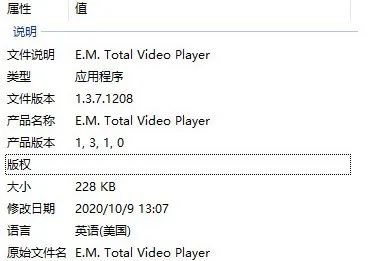 属性 值
说明
文件说明 E.M. Total Video Player
类型 应用程序
文件版本 1.3.7.1208
产品名称 E.M. Total Video Player
产品版本 1, 3, 1, 0
版权
大小 228 KB
修改日期 2020/10/9 13:07
语言 英语(美国)
原始文件名 E.M. Total Video Player